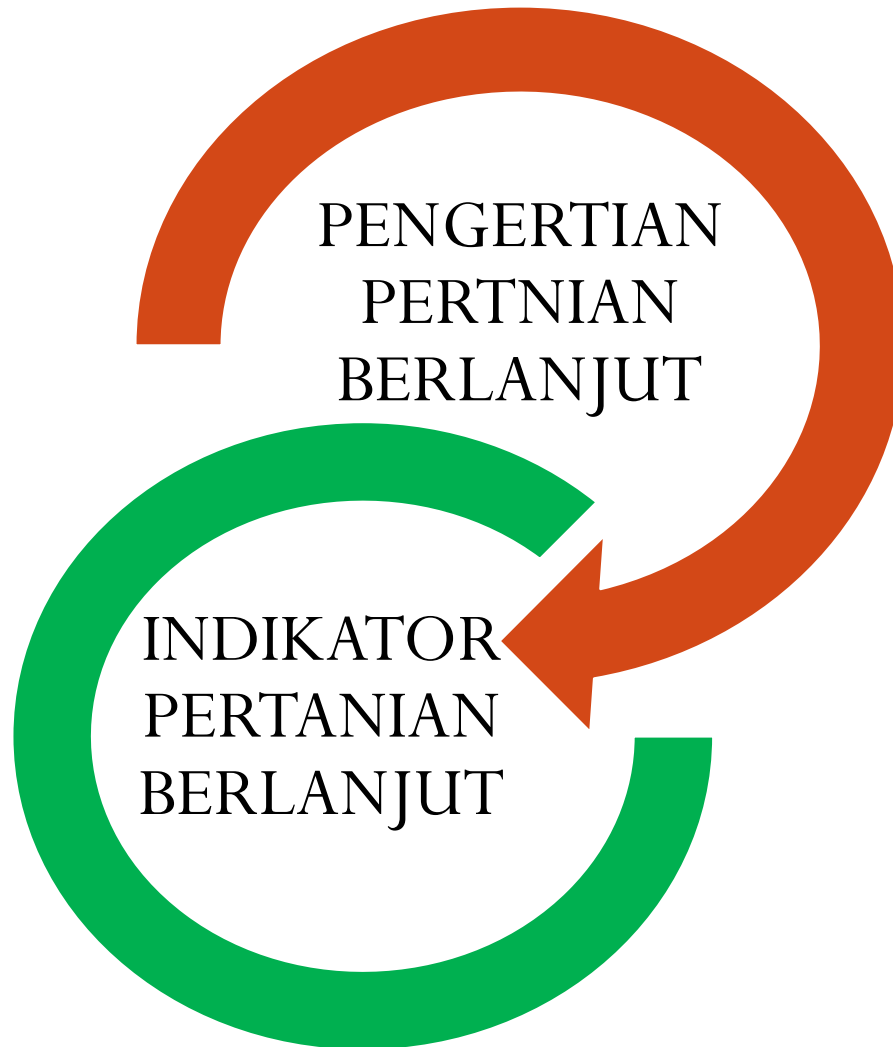 PENGERTIAN
PERTNIAN
BERLANJUT
INDIKATOR
PERTANIAN
BERLANJUT